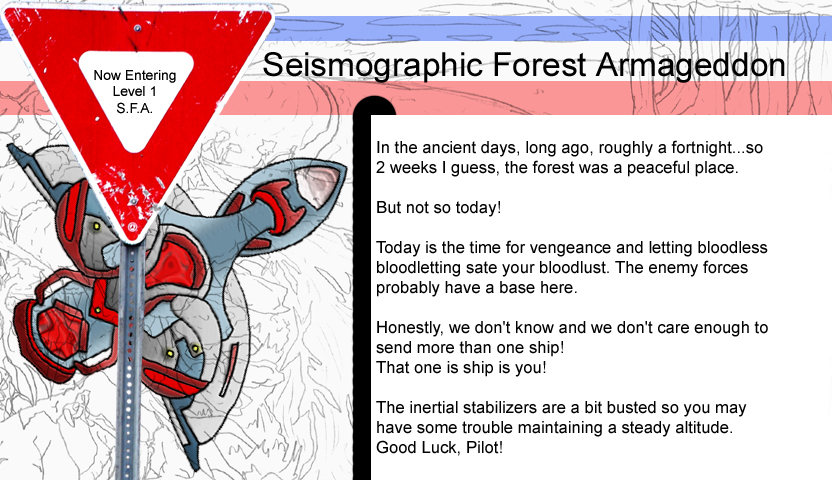 Now Entering
Level 1
S.F.A.
Seismographic Forest Armageddon
In the ancient days, long ago, roughly a fortnight...so
2 weeks I guess, the forest was a peaceful place.
But not so today!
Today is the time for vengeance and letting bloodless
bloodletting sate your bloodlust. The enemy forces
probably have a base here.
Honestly, we don't know and we don't care enough to
send more than one ship!
That one is ship is you!
The inertial stabilizers are a bit busted so you may
have some trouble maintaining a steady altitude.
Good Luck, Pilot!